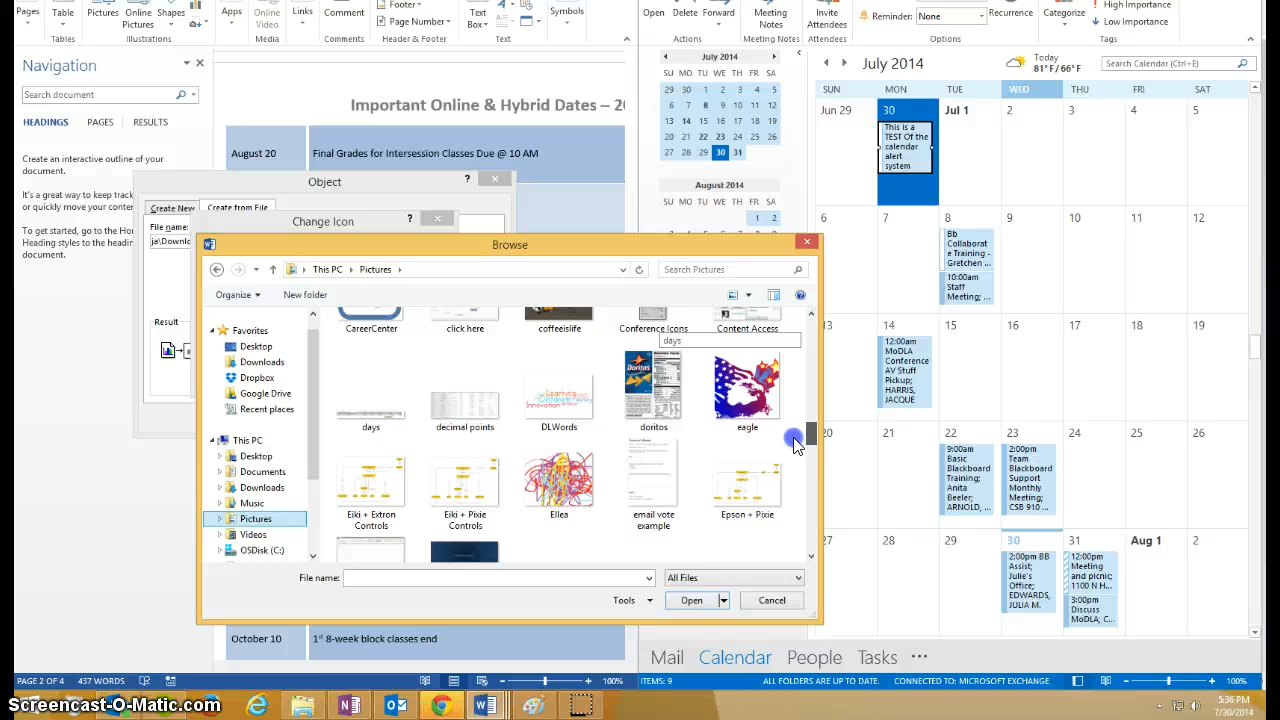 Pages
Table
Pictures
Online
Shapes
Apps
Online
Links
Comment
Footer
Text
Symbols
Open
Delete
Forward
Meeting
Invite
Reminder:
None
Recurrence
Categorize
High Importance
Tables
Pictures
Video
Page Number
Box
Notes
Attendees
Low Importance
Tables
Illustrations
Media
Comments
Header & Footer
Text
Actions
Meeting Notes
Attendees
Options
Tags
Navigation
Search document
HEADINGS
PAGES
RESULTS
Create an interactive outline of your
document.
It's a great way to keep track
or quickly move your content
To get started, go to the Home
Heading styles to the headings
document.
Important Online & Hybrid Dates – 20
August 20
Final Grades for Intersession Classes Due @ 10 AM
Object
Create New
Create from File
File name:
ja\Downlo
Result
Change Icon
Browse
This PC
Pictures
Search Pictures
Organize
New folder
Favorites
Desktop
Downloads
Dropbox
Google Drive
Recent places
This PC
Desktop
Documents
Downloads
Music
Pictures
Videos
OSDisk (C:)
CareerCenter
click here
coffeeislife
Conference Icons
Content Access
days
days
decimal points
DLWords
doritos
eagle
Eiki + Extron
Controls
Eiki + Pixie
Controls
Ellea
email vote
example
Epson + Pixie
File name:
All Files
Tools
Open
Cancel
October 10
1st 8-week block classes end
PAGE 2 OF 4
437 WORDS
100%
July 2014
SU MO TU WE TH FR SA
29 30 1 2 3 4 5
6 7 8 9 10 11 12
13 14 15 16 17 18 19
20 21 22 23 24 25 26
27 28 29 30 31
August 2014
SU MO TU WE TH FR SA
1 2
July 2014
Today
81°F/66°F
Search Calendar (Ctrl+E)
SUN MON TUE WED THU FRI SAT
Jun 29 30 Jul 1 2 3 4 5
This is a
TEST Of the
calendar
alert
system
6 7 8 9 10 11 12
Bb
Collaborat
e Training -
Gretchen ...
10:00am
Staff
Meeting; ...
13 14 15 16 17 18 19
12:00am
MoDLA
Conference
AV Stuff
Pickup;
HARRIS,
JACQUE
20 21 22 23 24 25 26
9:00am
Basic
Blackboard
Training;
Anita
Beeler;
ARNOLD, ...
2:00pm
Team
Blackboard
Support
Monthly
Meeting;
CSB 910 ...
27 28 29 30 31 Aug 1 2
2:00pm BB
Assist;
Julie's
Office;
EDWARDS,
JULIA M.
12:00pm
Meeting
and picnic;
1100 N H...
3:00pm
Discuss
MoDLA; C...
Mail Calendar People Tasks ...
ITEMS: 9
ALL FOLDERS ARE UP TO DATE.
CONNECTED TO: MICROSOFT EXCHANGE
100%
Screencast-O-Matic.com
5:36 PM
7/30/2014